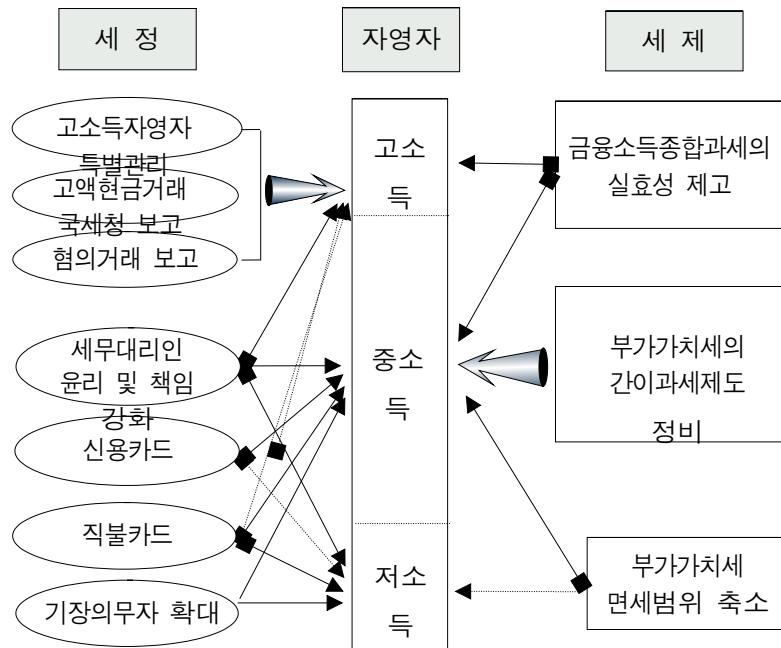 세 정
자영자
세 제
고소득자영자
특별관리
고액현금거래
국세청 보고
혐의거래 보고
세무대리인
윤리 및 책임
강화
신용카드
직불카드
기장의무자 확대
고소
득
중소
득
저소
득
금융소득종합과세의
실효성 제고
부가가치세의
간이과세제도
정비
부가가치세
면세범위 축소